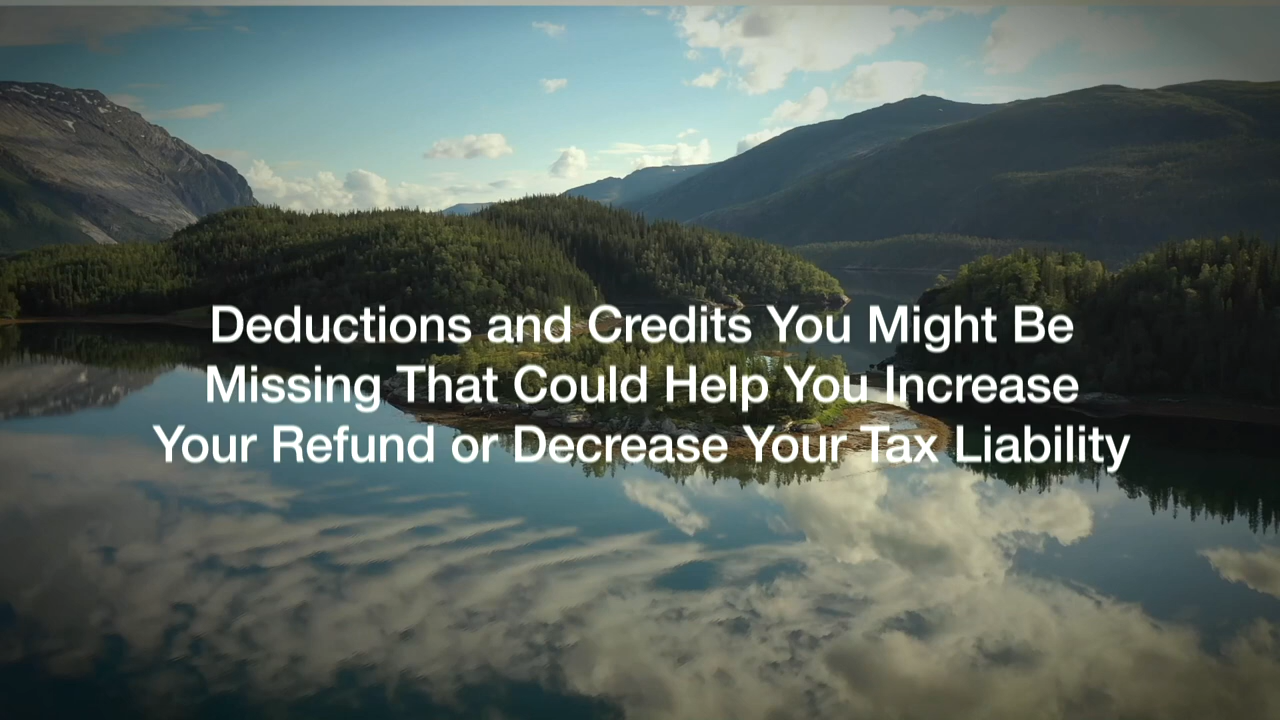 Deductions and Credits You Might Be
Missing That Could Help You Increase
Your Refund or Decrease Your Tax Liability